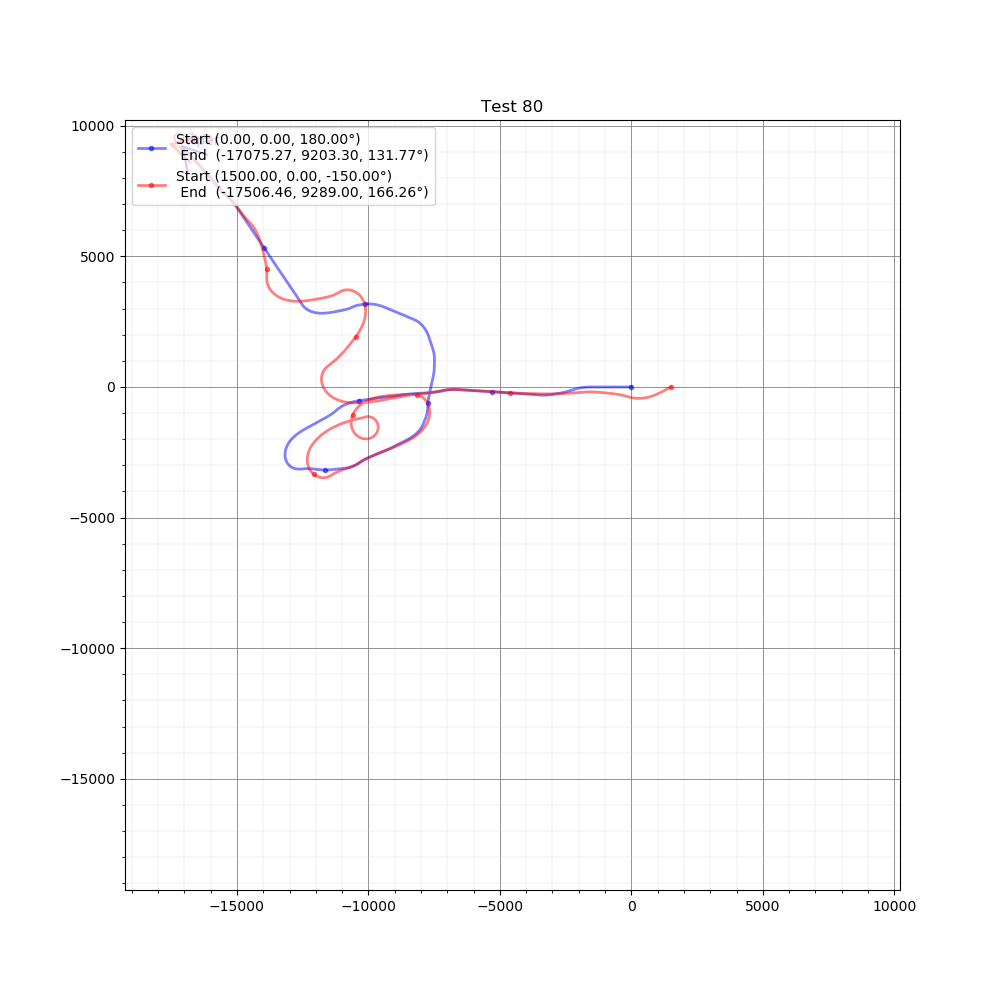 Test 80
10000
Start (0.00, 0.00, 180.00°)
End (-17075.27, 9203.30, 131.77°)
Start (1500.00, 0.00, -150.00°)
End (-17506.46, 9289.00, 166.26°)
5000
0
−5000
−10000
−15000
−15000 −10000 −5000 0 5000 10000